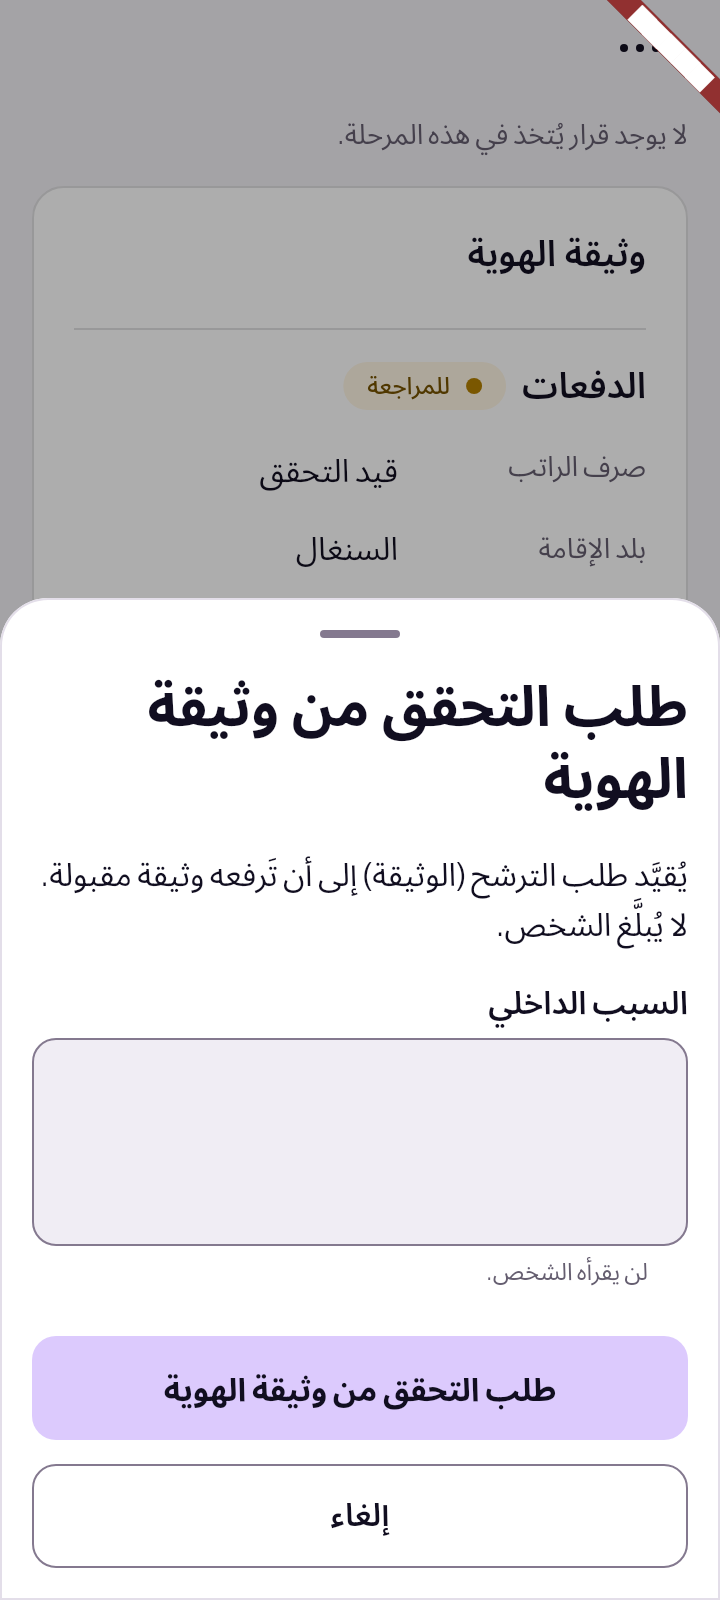 لا يوجد قرار يُتخذ في هذه المرحلة.
وثيقة الهوية
الدفعات للمراجعة
صرف الراتب قيد التحقق
بلد الإقامة السنغال
طلب التحقق من وثيقة
الهوية
يُقيَّد طلب الترشح (الوثيقة) إلى أن تَرفعه وثيقة مقبولة.
لا يُبلَّغ الشخص.
السبب الداخلي
لن يقرأه الشخص.
طلب التحقق من وثيقة الهوية
إلغاء